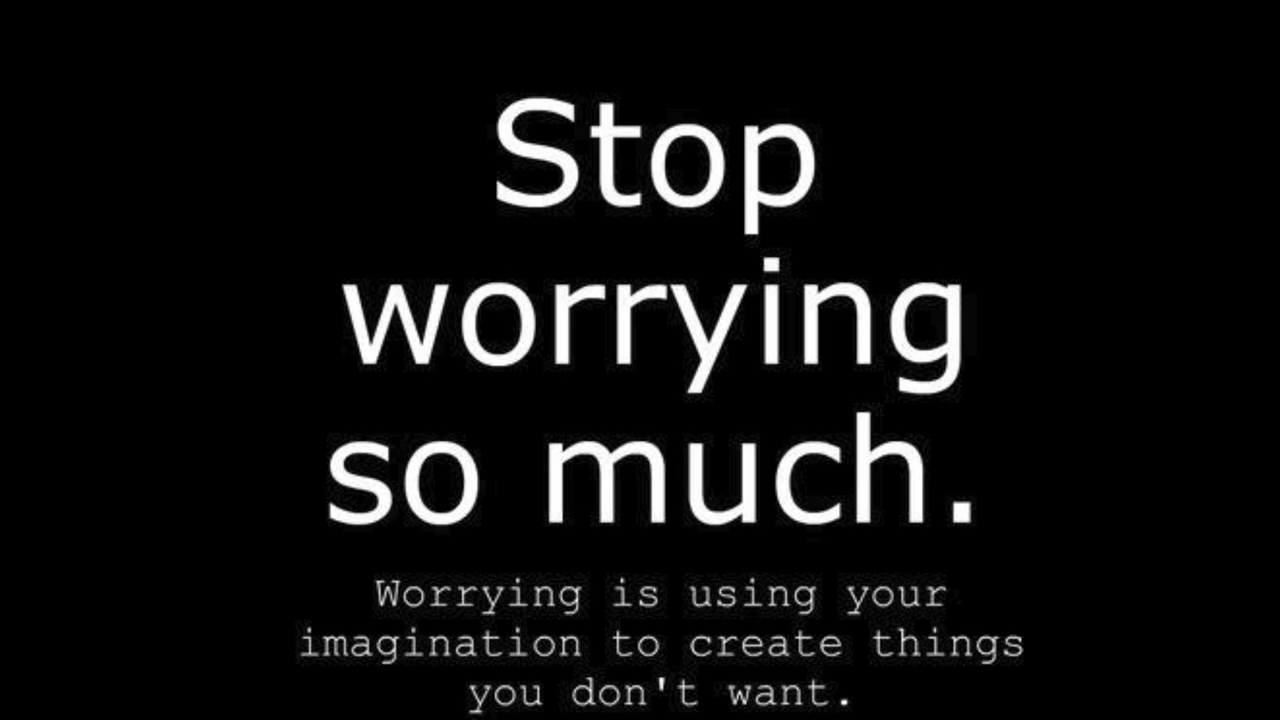 Stop
worrying
so much.
Worrying is using your
imagination to create things
you don't want.